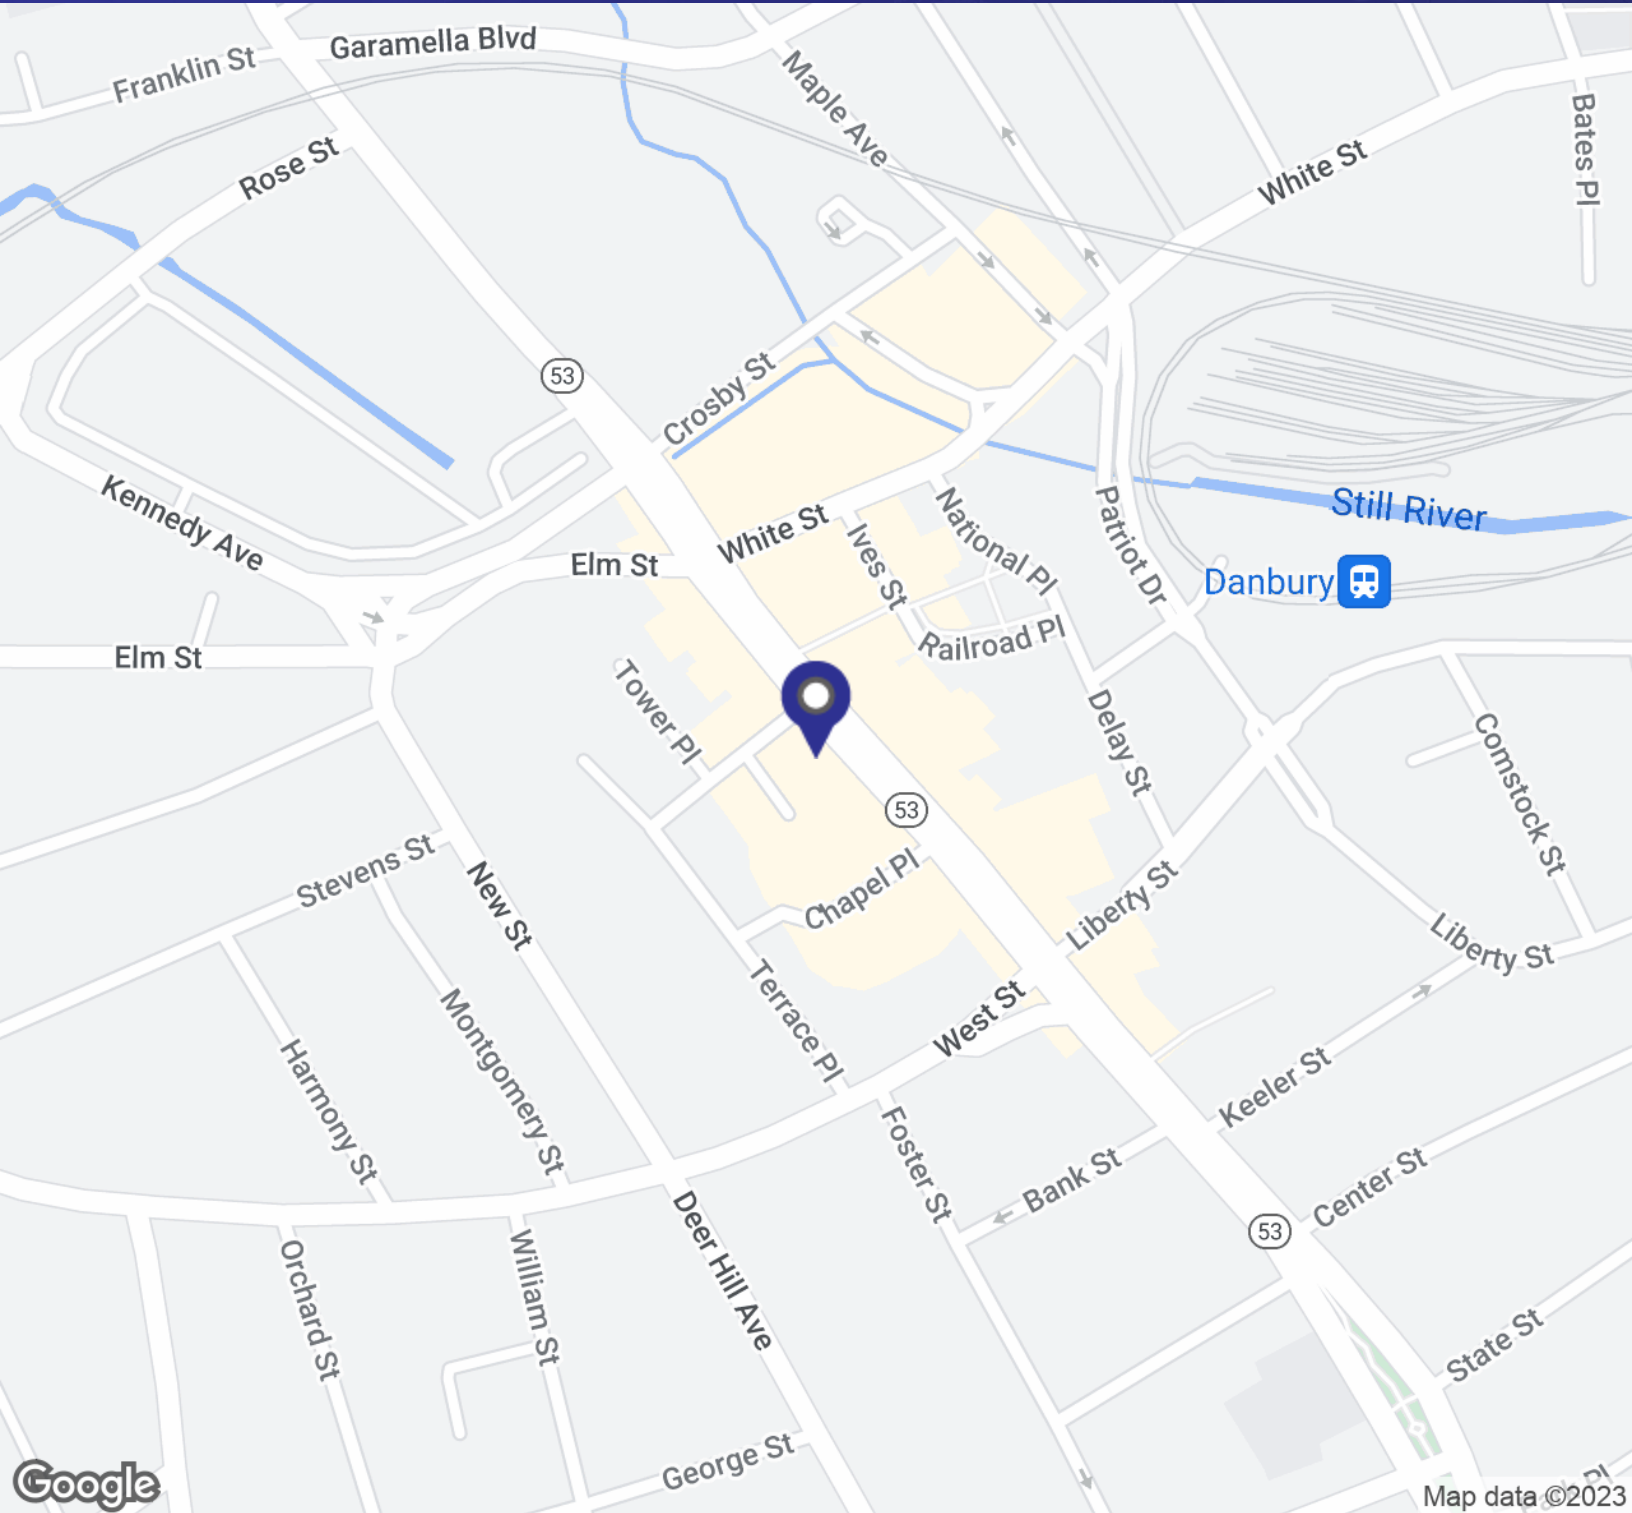 Garamella Blvd
Franklin St
Maple Ave
Bates Pl
White St
Rose St
53
Crosby St
Kennedy Ave
White St
Elm St
Ives St
National Pl
Patriot Dr
Still River
Danbury
Elm St
Railroad Pl
Tower Pl
Delay St
Comstock St
53
Stevens St
New St
Chapel Pl
Liberty St
Liberty St
Terrace Pl
West St
Montgomery St
Harmony St
Keeler St
Foster St
Bank St
Center St
53
Deer Hill Ave
Orchard St
William St
State St
George St
Google
Map data ©2023